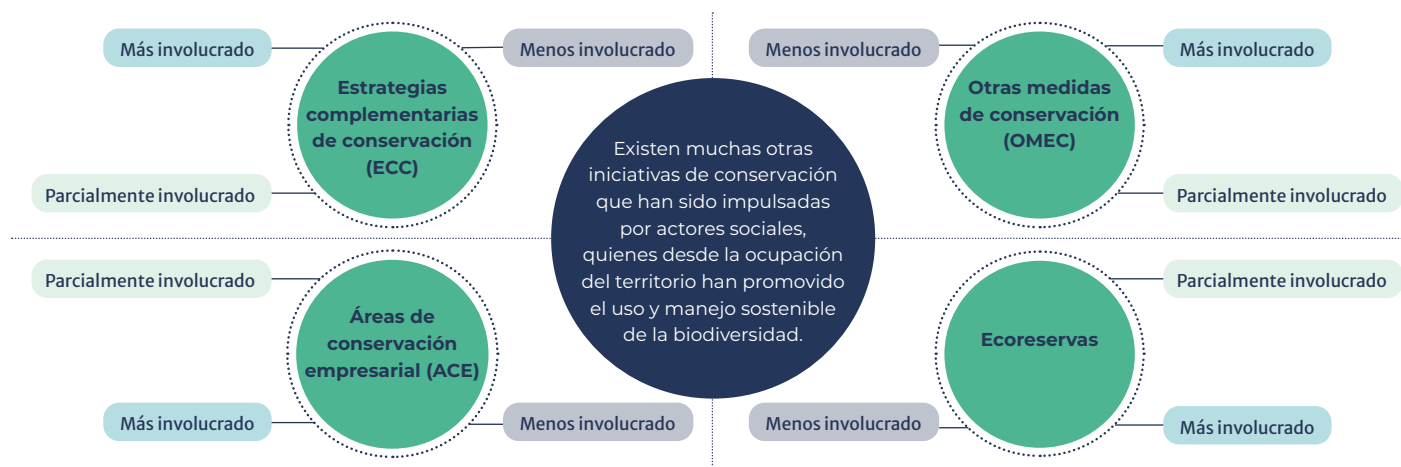 Más involucrado
Menos involucrado
Estrategias
complementarias
de conservación
(ECC)
Parcialmente involucrado
Menos involucrado
Más involucrado
Otras medidas
de conservación
(OMEC)
Parcialmente involucrado
Existen muchas otras
iniciativas de conservación
que han sido impulsadas
por actores sociales,
quienes desde la ocupación
del territorio han promovido
el uso y manejo sostenible
de la biodiversidad.
Parcialmente involucrado
Áreas de
conservación
empresarial (ACE)
Más involucrado
Menos involucrado
Parcialmente involucrado
Ecoreservas
Menos involucrado
Más involucrado